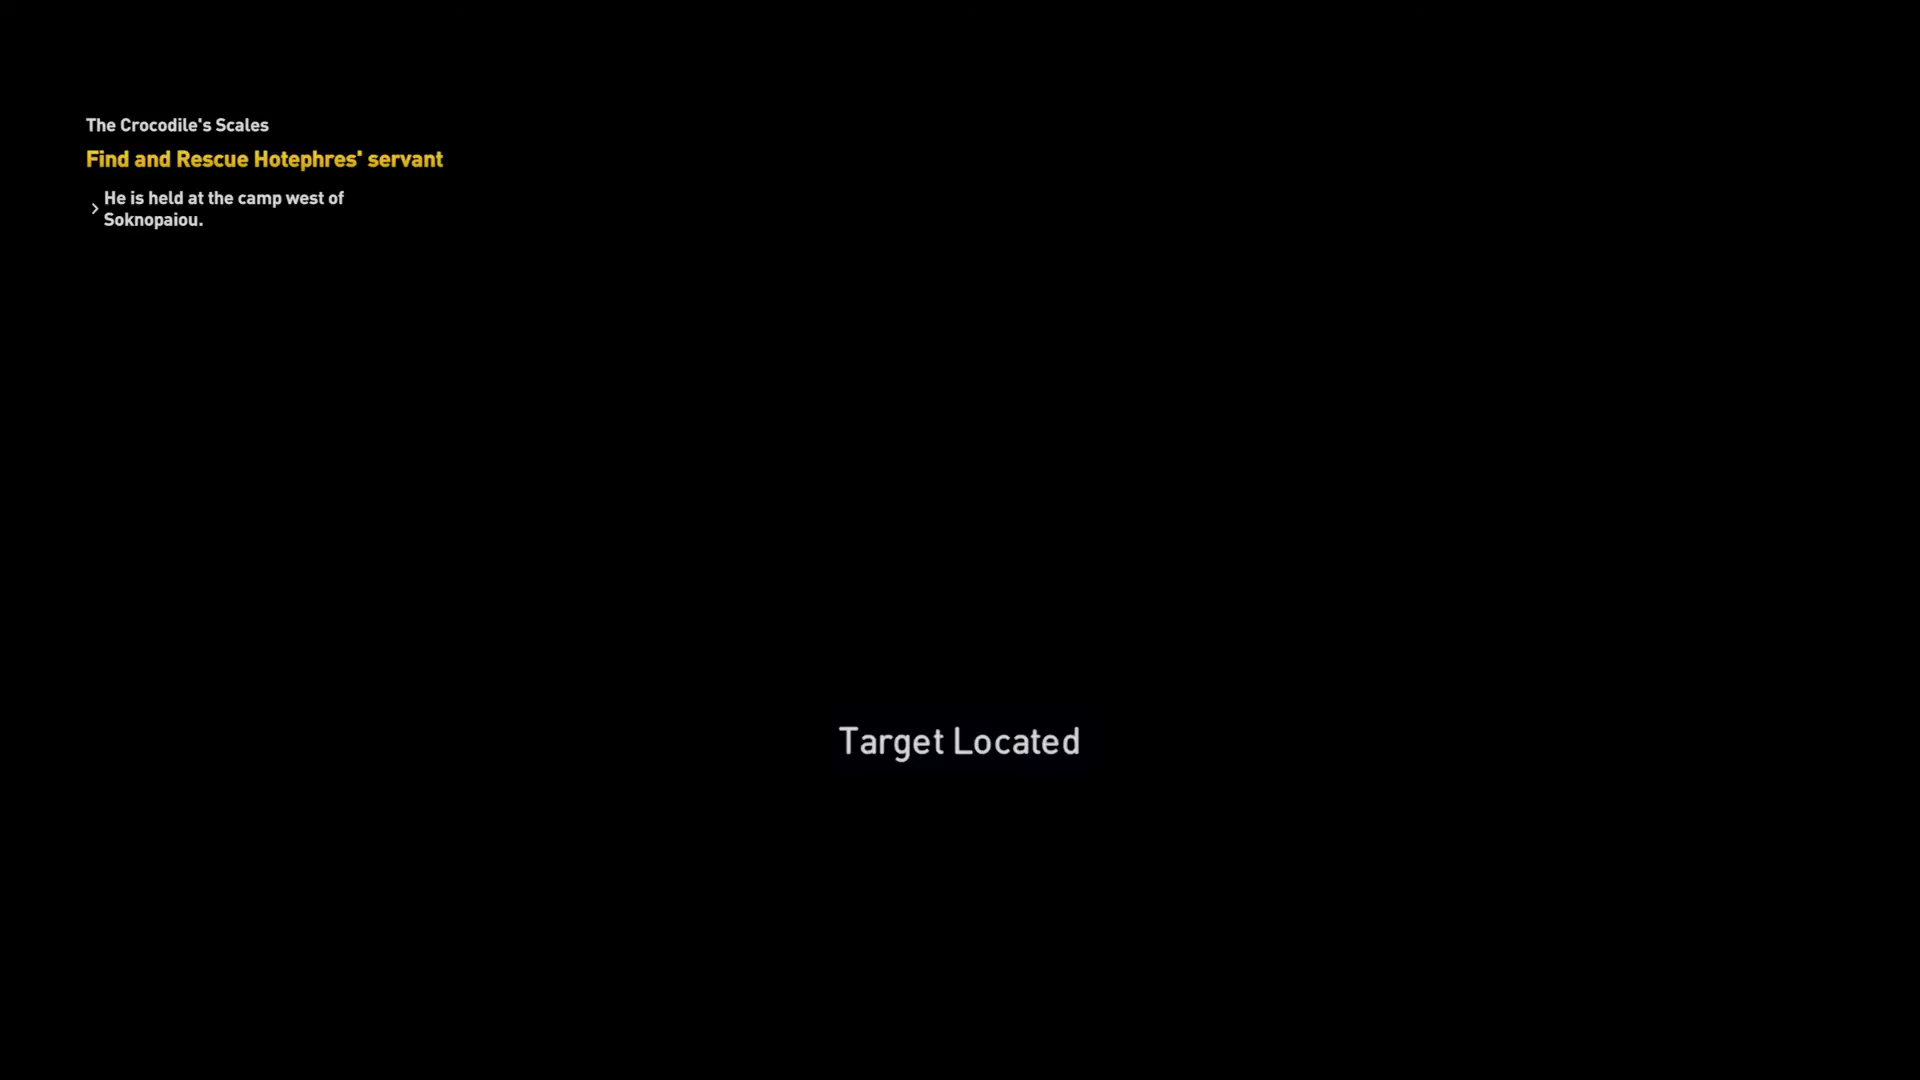 The Crocodile's Scales
Find and Rescue Hotephres' servant
He is held at the camp west of
Soknopaiou.
Target Located